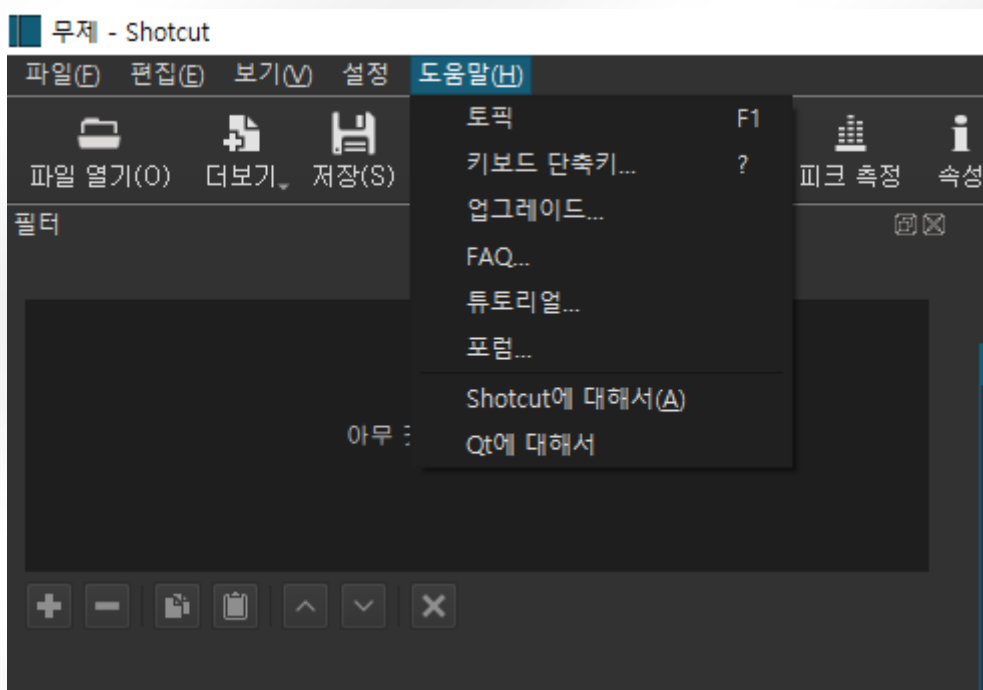 무제 - Shotcut
파일(F) 편집(E) 보기(V) 설정 도움말(H)
파일 열기(O) 더보기 저장(S) 피크 측정 속성
토픽 F1
키보드 단축키... ?
업그레이드...
FAQ...
튜토리얼...
포럼...
Shotcut에 대해서(A)
Qt에 대해서
필터
아무